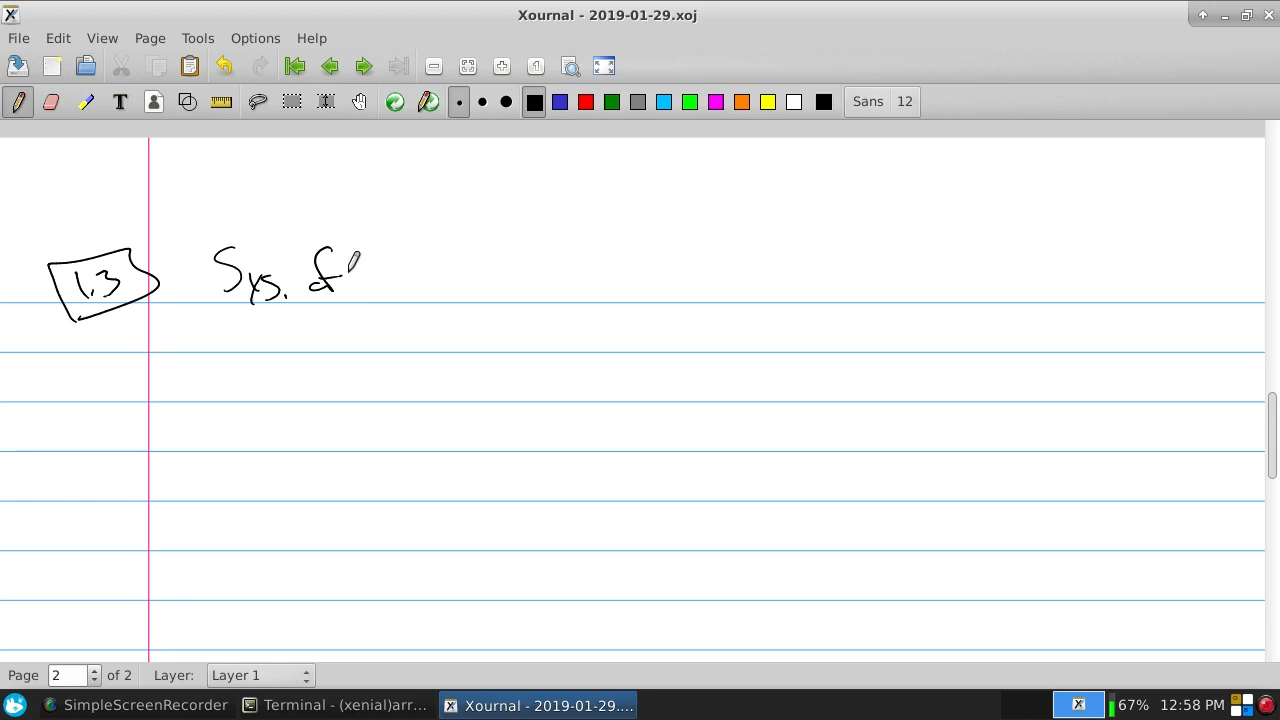 Xournal - 2019-01-29.xoj
File Edit View Page Tools Options Help
Sans 12
1.3 Sys. of
Page 2 of 2 Layer: Layer 1
SimpleScreenRecorder Terminal - (xenial)arr... Xournal - 2019-01-29.... 67% 12:58 PM